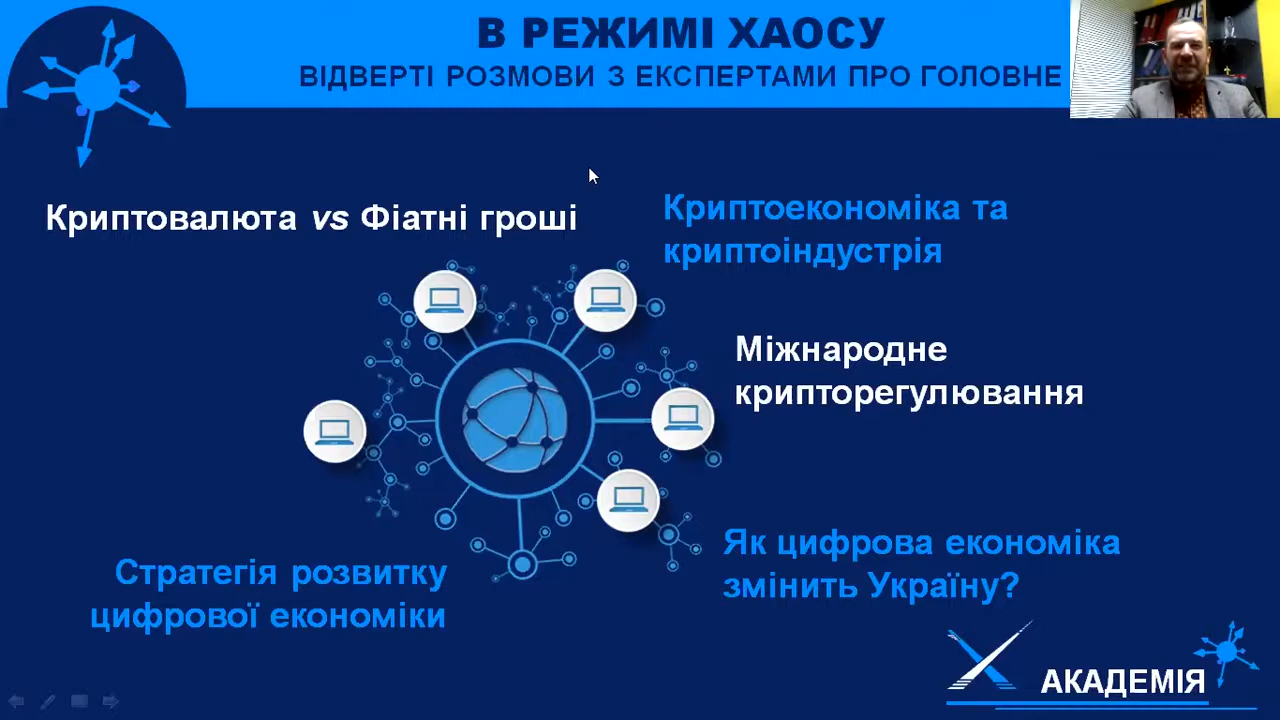 В РЕЖИМІ ХАОСУ
ВІДВЕРТІ РОЗМОВИ З ЕКСПЕРТАМИ ПРО ГОЛОВНЕ
Криптовалюта vs Фіатні гроші
Криптоекономіка та
криптоіндустрія
Міжнародне
крипторегулювання
Як цифрова економіка
змінить Україну?
Стратегія розвитку
цифрової економіки
АКАДЕМІЯ